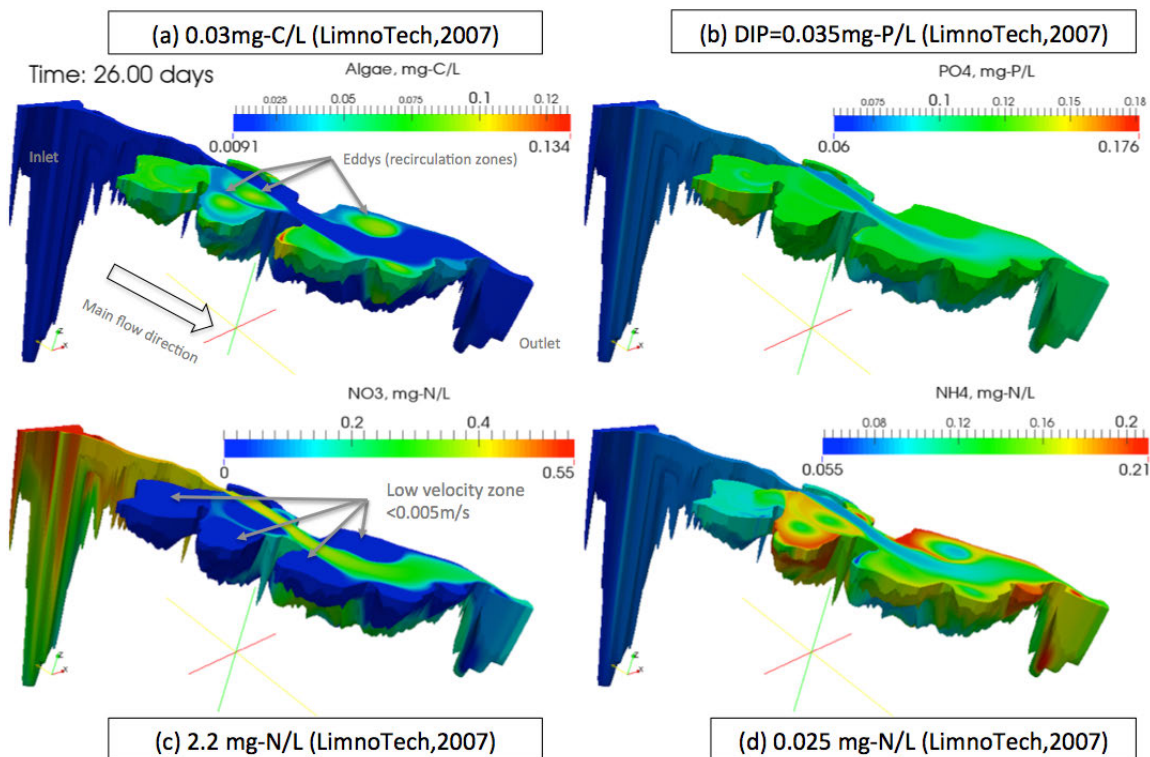 (a) 0.03mg-C/L (LimnoTech,2007)
(b) DIP=0.035mg-P/L (LimnoTech,2007)
Time: 26.00 days
Algae, mg-C/L
0.025 0.05 0.075 0.1 0.12
0.0091 0.134
Inlet
Eddys (recirculation zones)
Main flow direction
Outlet
z
x
PO4, mg-P/L
0.075 0.1 0.12 0.15 0.18
0.06 0.176
z
x
NO3, mg-N/L
0.2 0.4
0 0.55
Low velocity zone
<0.005m/s
z
x
NH4, mg-N/L
0.08 0.12 0.16 0.2
0.055 0.21
z
x
(c) 2.2 mg-N/L (LimnoTech,2007)
(d) 0.025 mg-N/L (LimnoTech,2007)